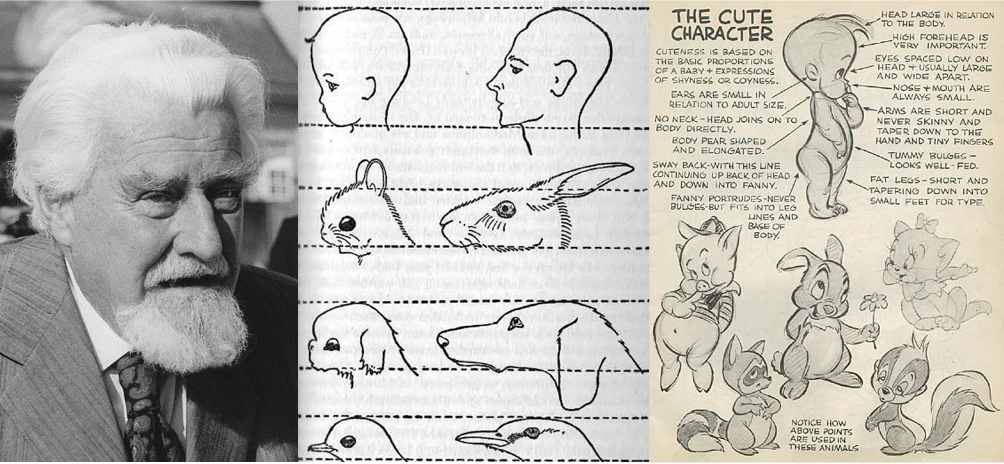 THE CUTE
CHARACTER
CUTENESS IS BASED ON
THE BASIC PROPORTIONS
OF A BABY + EXPRESSIONS
OF SHYNESS OR COYNESS.
EARS ARE SMALL IN
RELATION TO ADULT SIZE.
NO NECK-HEAD JOINS ON TO
BODY DIRECTLY.
BODY PEAR SHAPED
AND ELONGATED.
SWAY BACK-WITH THIS LINE
CONTINUING UP BACK OF HEAD
AND DOWN INTO FANNY.
FANNY PORTRUDES-NEVER
BULGES-BUT FITS INTO LEG
LINES AND
BASE OF
BODY.
HEAD LARGE IN RELATION
TO THE BODY.
HIGH FOREHEAD IS
VERY IMPORTANT.
EYES SPACED LOW ON
HEAD + USUALLY LARGE
AND WIDE APART.
NOSE + MOUTH ARE
ALWAYS SMALL.
ARMS ARE SHORT AND
NEVER SKINNY AND
TAPER DOWN TO THE
HAND AND TINY FINGERS
TUMMY BULGES-
LOOKS WELL-FED.
FAT LEGS-SHORT AND
TAPERING DOWN INTO
SMALL FEET FOR TYPE.
NOTICE HOW
ABOVE POINTS
ARE USED IN
THESE ANIMALS